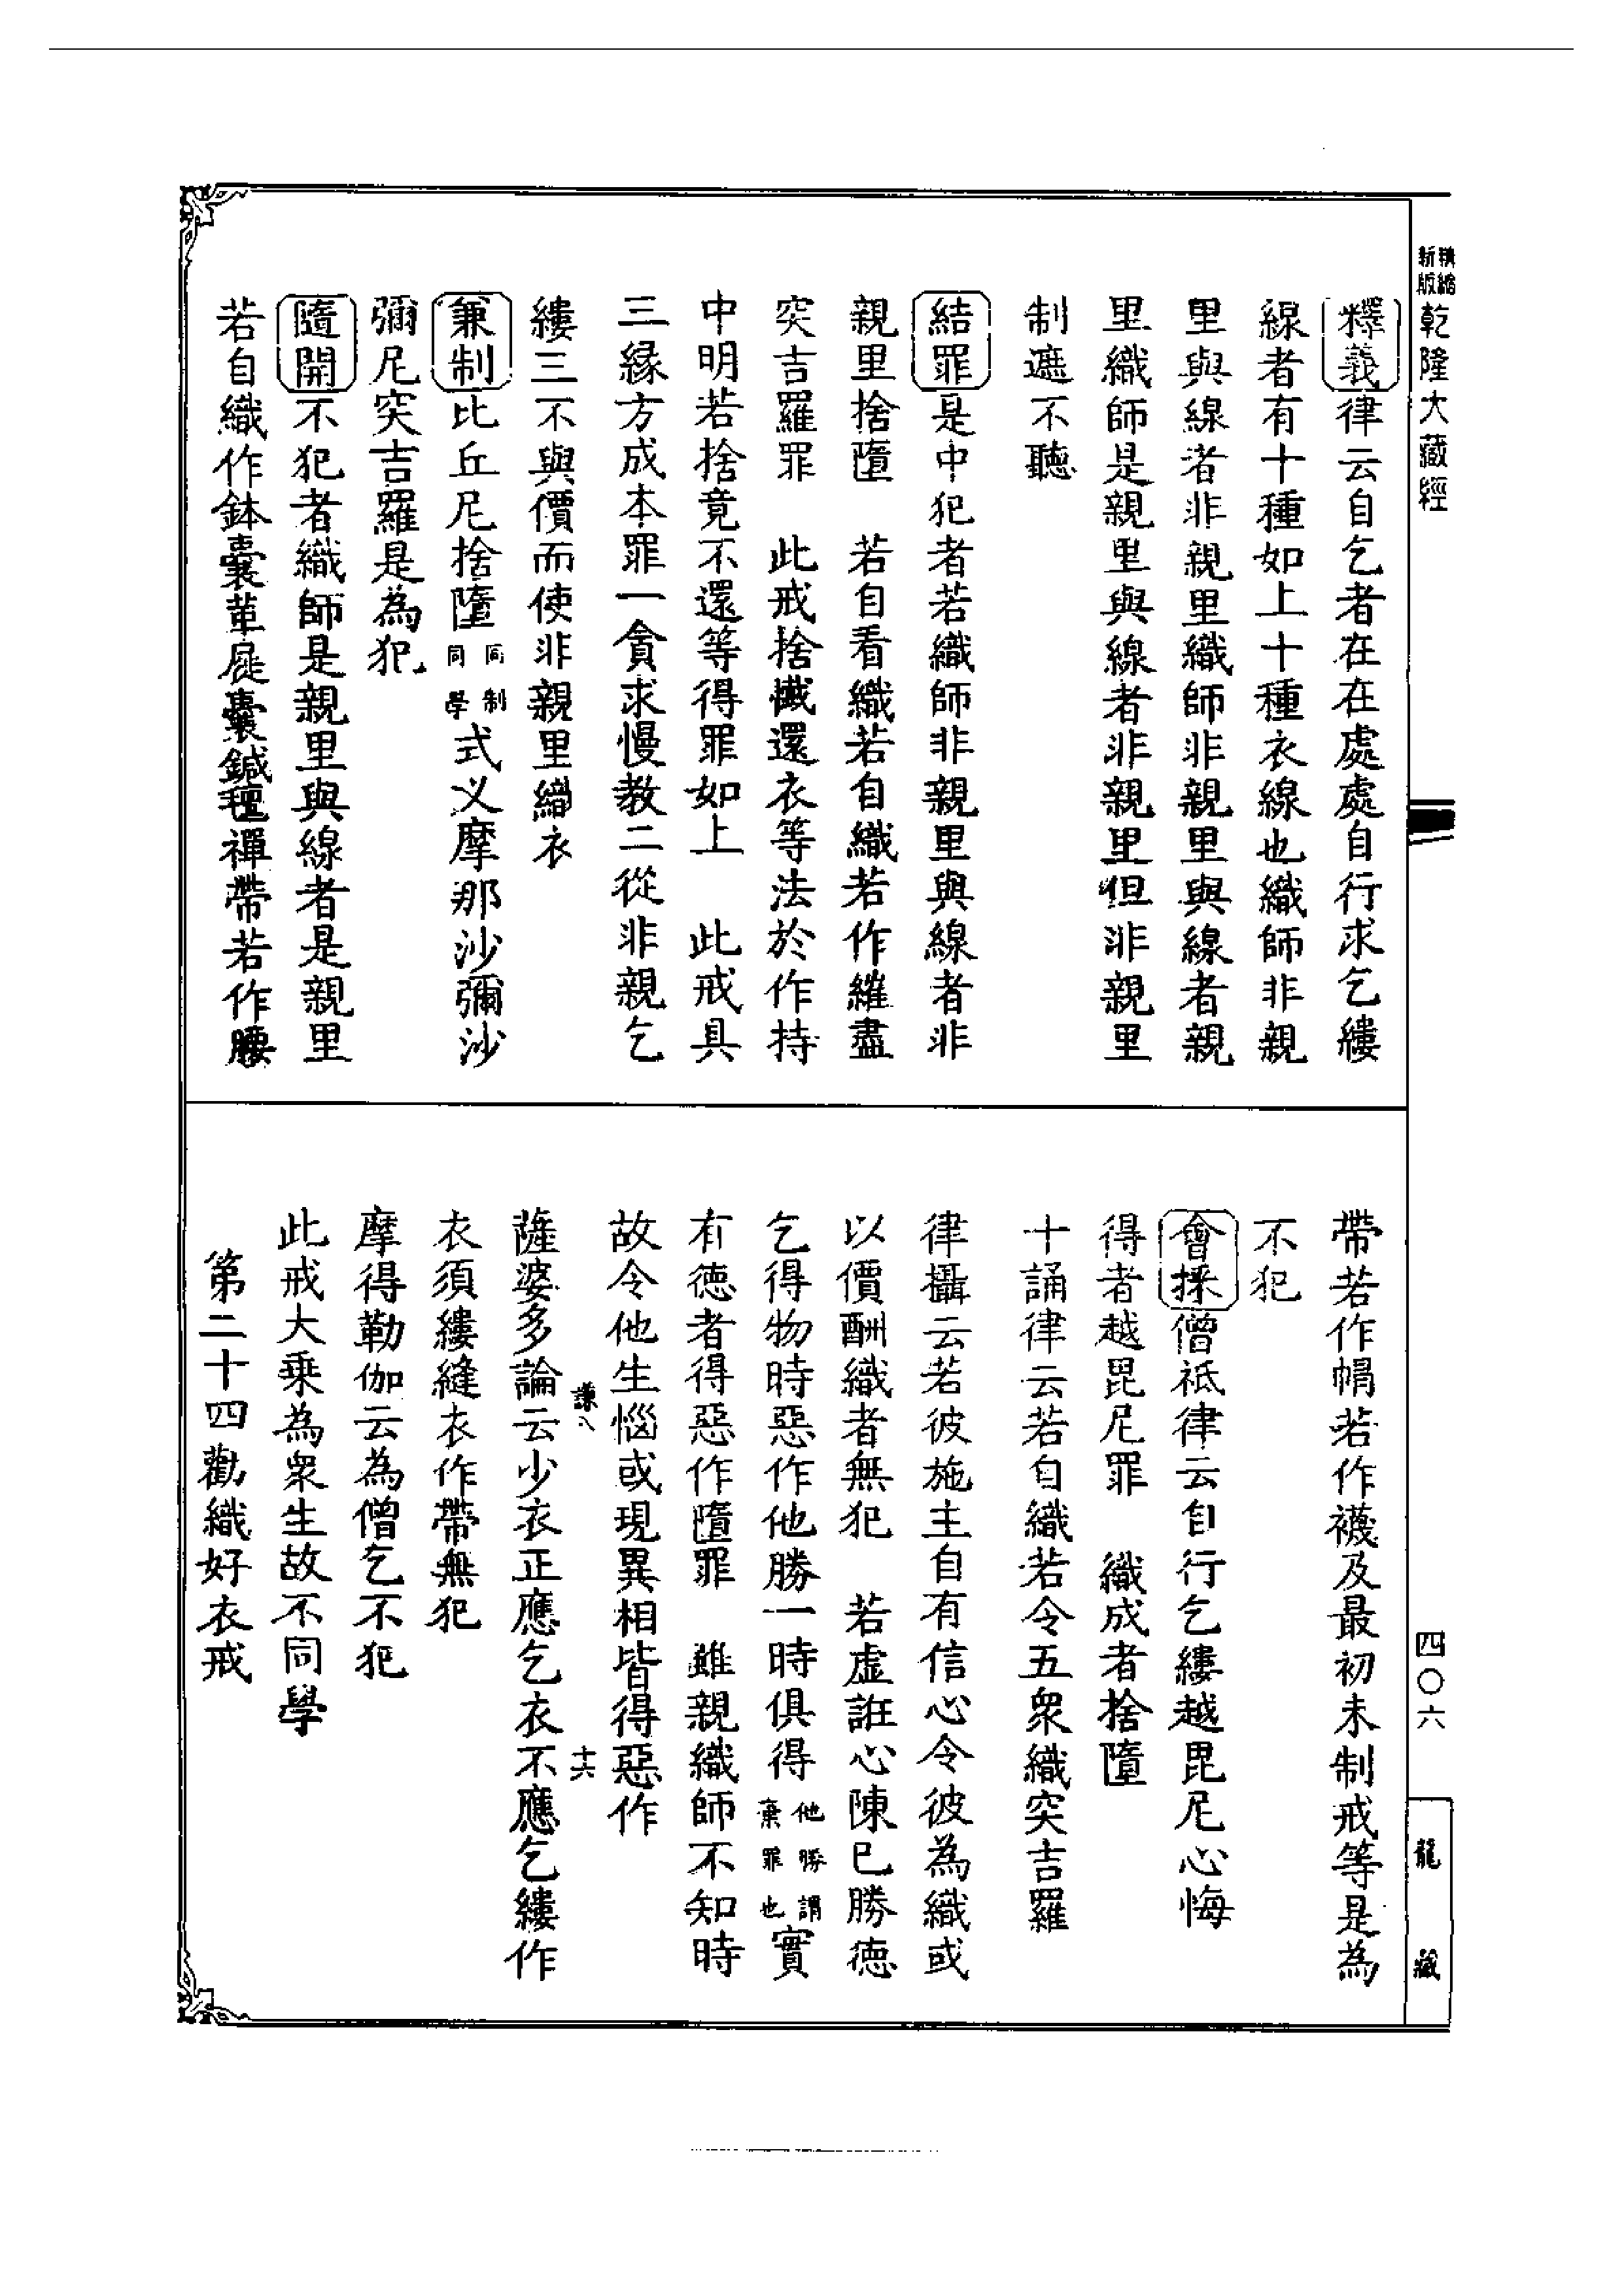 精縮
新版
乾隆大藏經
四〇六
龍藏
釋義律云自乞者在在處處自行求乞縷
線者有十種如上十種衣線也織師非親
里與線者非親里織師非親里與線者親
里織師是親里與線者非親里但非親里
制遮不聽
結罪是中犯者若織師非親里與線者非
親里捨墮　若自看織若自織若作繀盡
突吉羅罪　此戒捨懺還衣等法於作持
中明若捨竟不還等得罪如上　此戒具
三緣方成本罪一貪求慢教二從非親乞
縷三不與價而使非親里織衣
兼制比丘尼捨墮同制同學式叉摩那沙彌沙
彌尼突吉羅是為犯
隨開不犯者織師是親里與線者是親里
若自織作鉢囊革屣囊鍼氊禪帶若作腰
帶若作帽若作襪及最初未制戒等是為
不犯
會採僧祇律云自行乞縷越毘尼心悔
得者越毘尼罪　織成者捨墮
十誦律云若自織若令五衆織突吉羅
律攝云若彼施主自有信心令彼為織或
以價酬織者無犯　若虛誑心陳已勝德
乞得物時惡作他勝一時俱得他勝謂棄罪也實
有德者得惡作墮罪　雖親織師不知時
故令他生惱或現異相皆得惡作
謙八
十六
薩婆多論云少衣正應乞衣不應乞縷作
衣須縷縫衣作帶無犯
摩得勒伽云為僧乞不犯
此戒大乗為衆生故不同學
第二十四勸織好衣戒